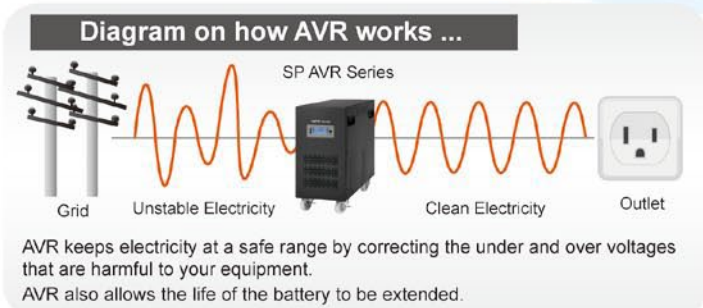 Diagram on how AVR works ...
SP AVR Series
Grid
Unstable Electricity
Clean Electricity
Outlet
AVR keeps electricity at a safe range by correcting the under and over voltages
that are harmful to your equipment.
AVR also allows the life of the battery to be extended.